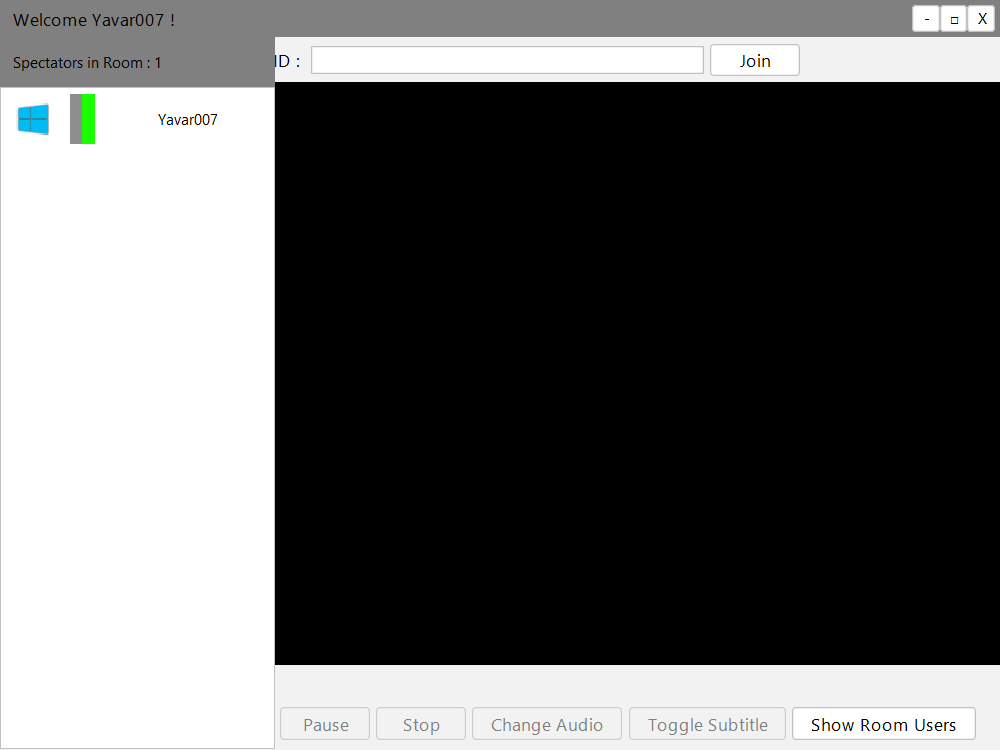 Welcome Yavar007 !
- □ X
Spectators in Room : 1
ID :
Join
Yavar007
Pause
Stop
Change Audio
Toggle Subtitle
Show Room Users